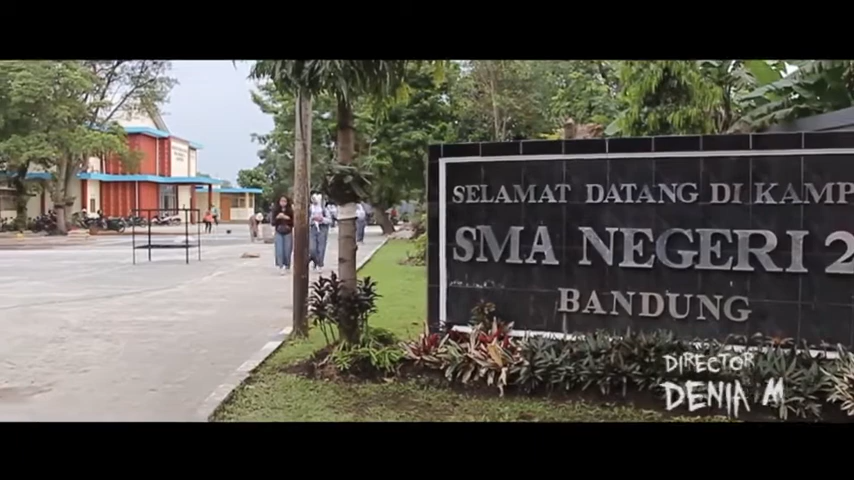 SELAMAT DATANG DI KAMP
SMA NEGERI 2
BANDUNG
DIRECTOR
DENIA M